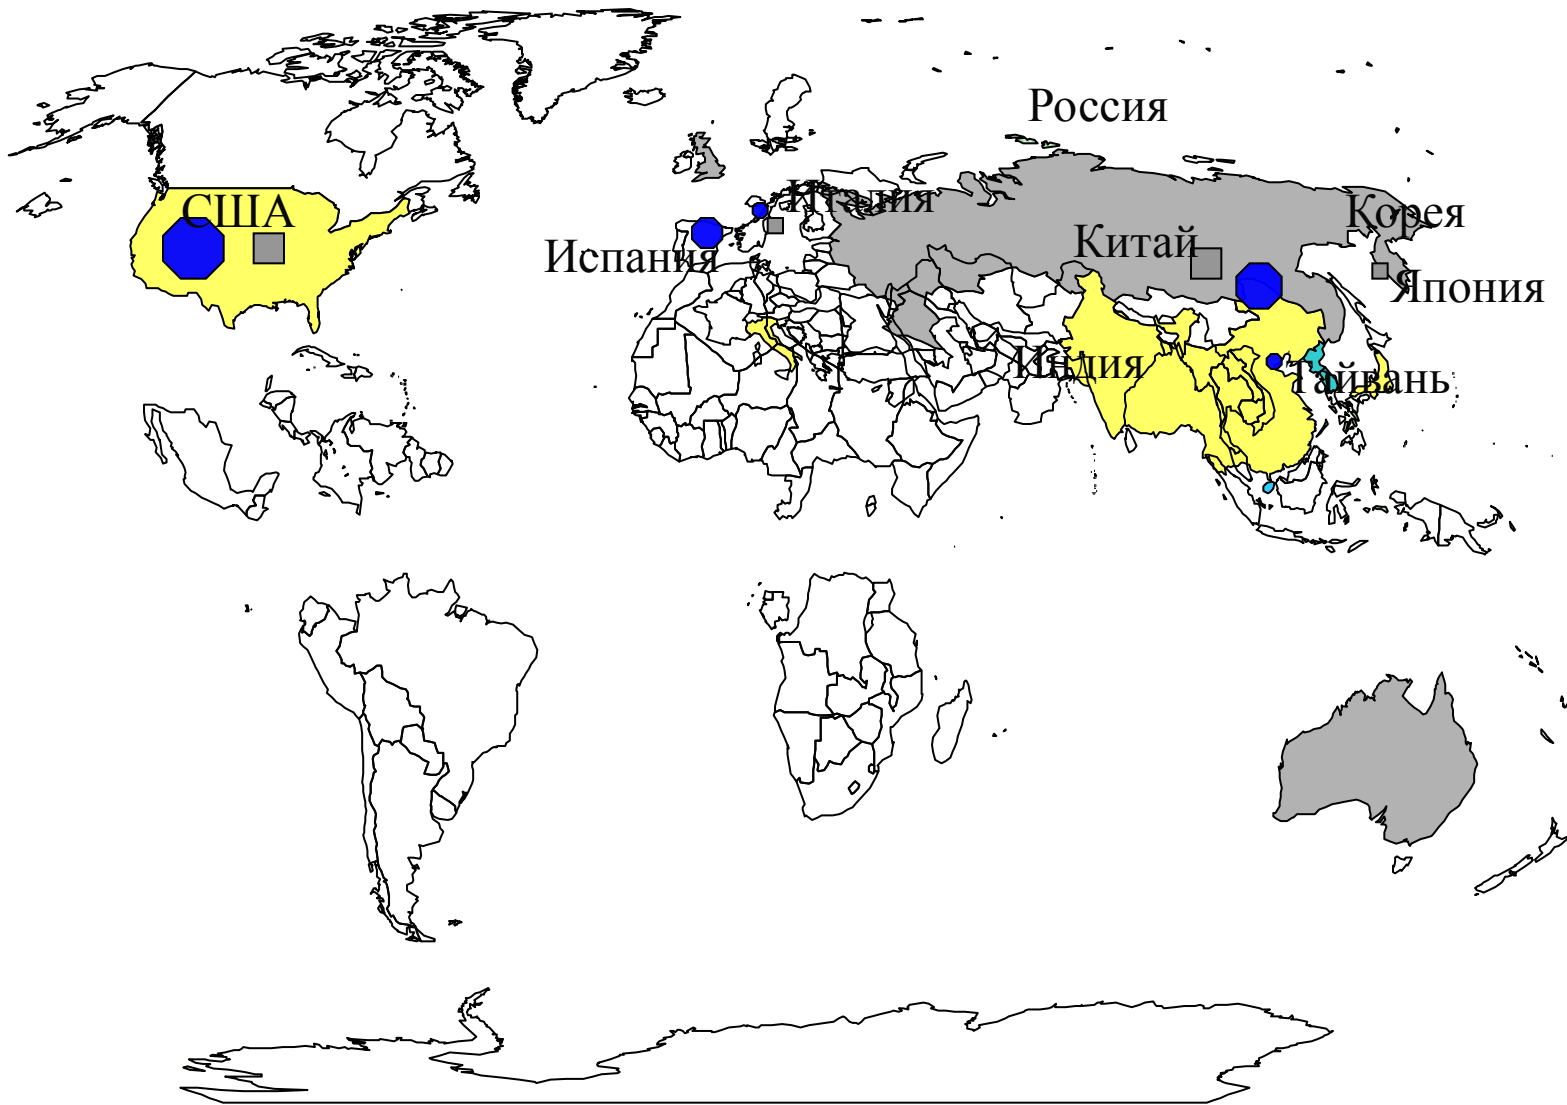 Россия
США
Италия
Корея
Испания
Китай
Япония
Индия
Тайвань